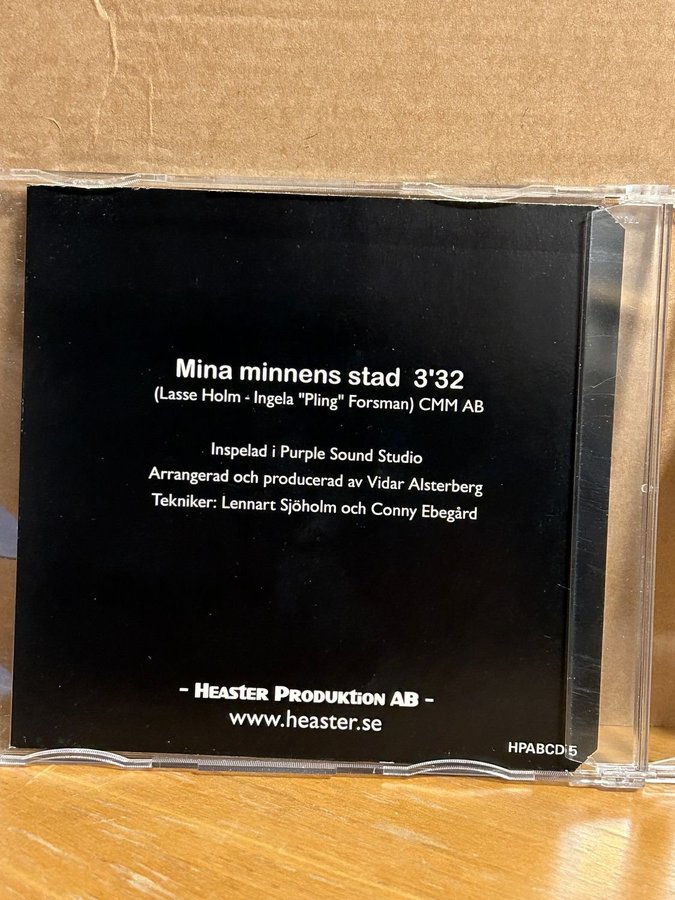 Mina minnens stad 3'32
(Lasse Holm - Ingela "Pling" Forsman) CMM AB
Inspelad i Purple Sound Studio
Arrangerad och producerad av Vidar Alsterberg
Tekniker: Lennart Sjöholm och Conny Ebegård
- HEASTER PRODUKTION AB -
www.heaster.se
HPABCD 5